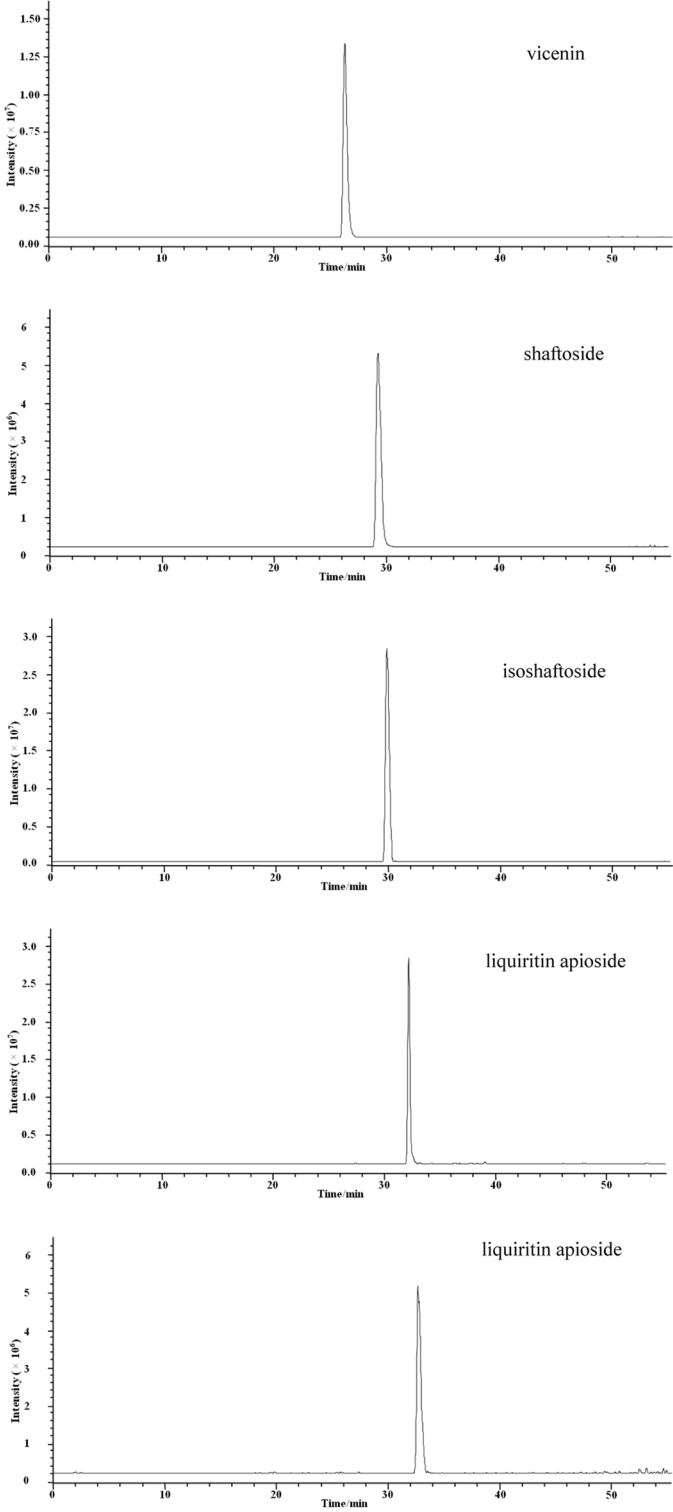 vicenin
Intensity (× 10⁷)
1.50
1.25
1.00
0.75
0.50
0.25
0.00
0 10 20 30 40 50
Time/min
shaftoside
Intensity (× 10⁶)
6
5
4
3
2
1
0
0 10 20 30 40 50
Time/min
isoshaftoside
Intensity (× 10⁷)
3.0
2.5
2.0
1.5
1.0
0.5
0.0
0 10 20 30 40 50
Time/min
liquiritin apioside
Intensity (× 10⁷)
3.0
2.5
2.0
1.5
1.0
0.5
0.0
0 10 20 30 40 50
Time/min
liquiritin apioside
Intensity (× 10⁶)
6
5
4
3
2
1
0
0 10 20 30 40 50
Time/min